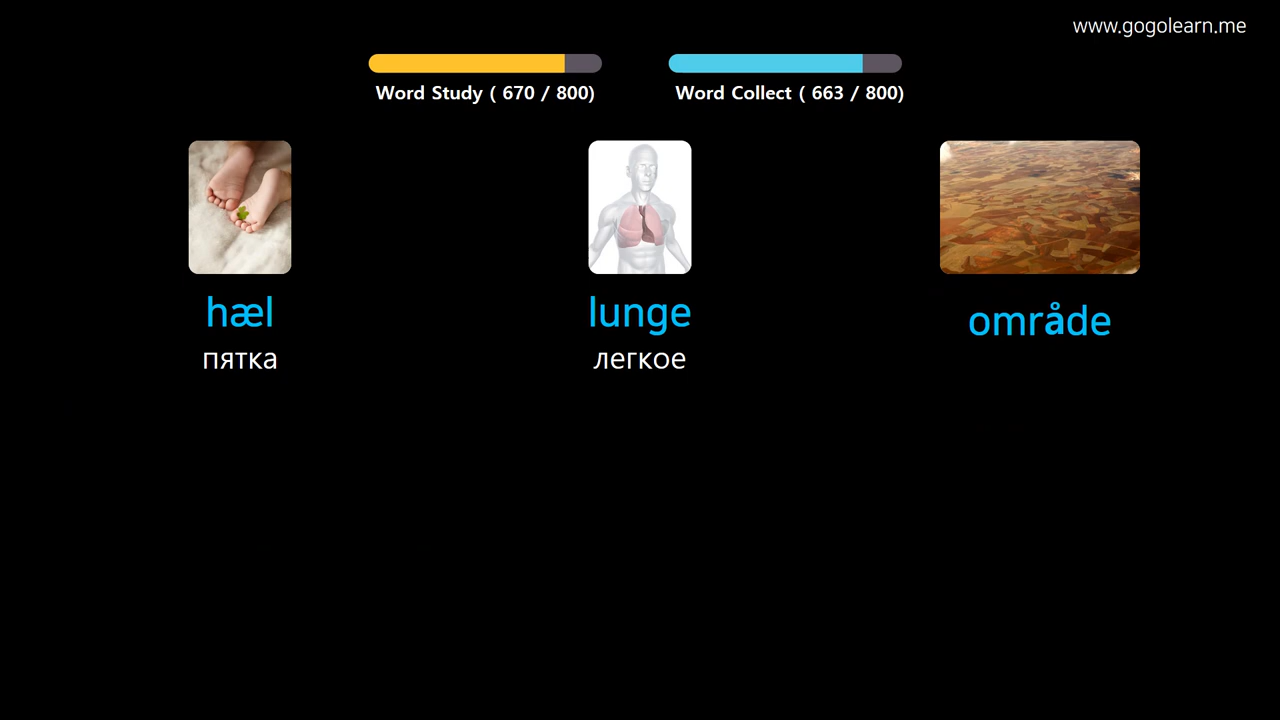 www.gogolearn.me
Word Study ( 670 / 800)
Word Collect ( 663 / 800)
hæl
пятка
lunge
легкое
område